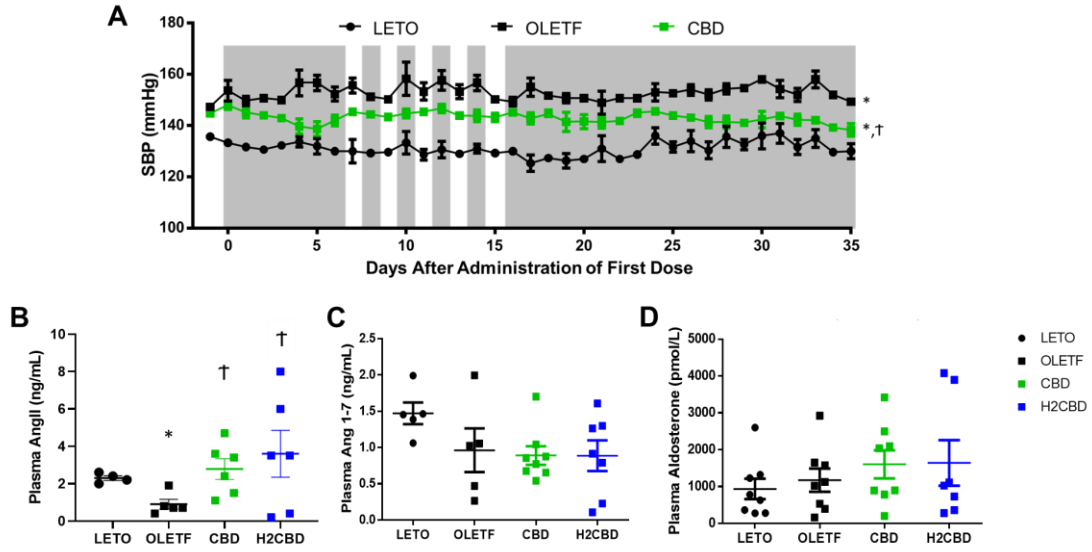 A
LETO OLETF CBD
SBP (mmHg)
180
160
140
120
100
0 5 10 15 20 25 30 35
Days After Administration of First Dose
*
*,†
B
Plasma AngII (ng/mL)
10
8
6
4
2
0
* † †
LETO OLETF CBD H2CBD
C
Plasma Ang 1-7 (ng/mL)
2.5
2.0
1.5
1.0
0.5
0.0
LETO OLETF CBD H2CBD
D
Plasma Aldosterone (pmol/L)
5000
4000
3000
2000
1000
0
LETO OLETF CBD H2CBD
LETO
OLETF
CBD
H2CBD